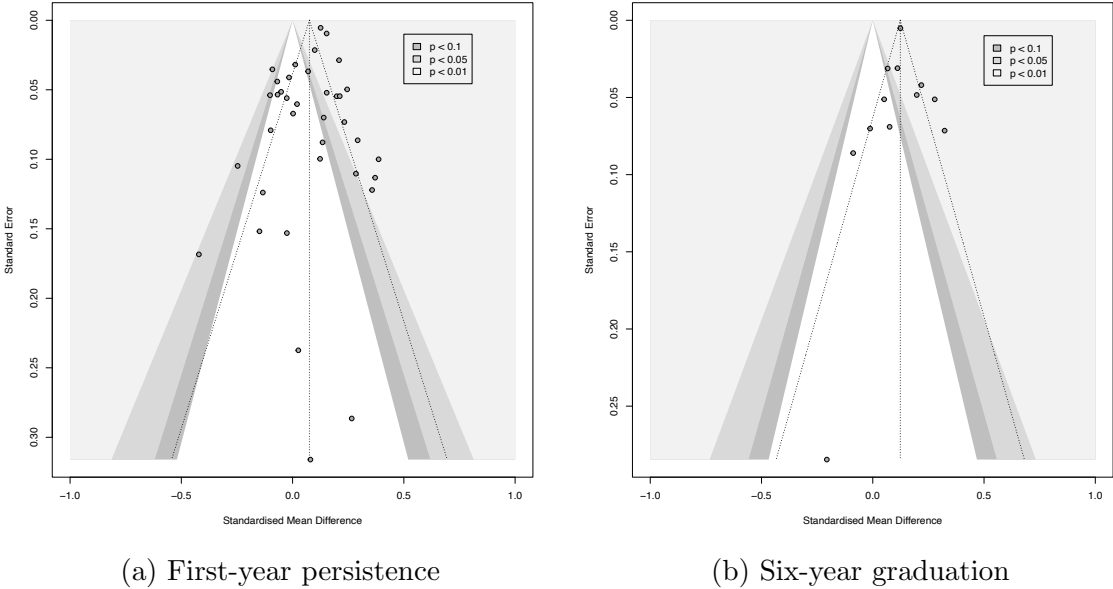 0.00
0.05
0.10
0.15
0.20
0.25
0.30
Standard Error
p < 0.1
p < 0.05
p < 0.01
−1.0
−0.5
0.0
0.5
1.0
Standardised Mean Difference
(a) First-year persistence
0.00
0.05
0.10
0.15
0.20
0.25
Standard Error
p < 0.1
p < 0.05
p < 0.01
−1.0
−0.5
0.0
0.5
1.0
Standardised Mean Difference
(b) Six-year graduation